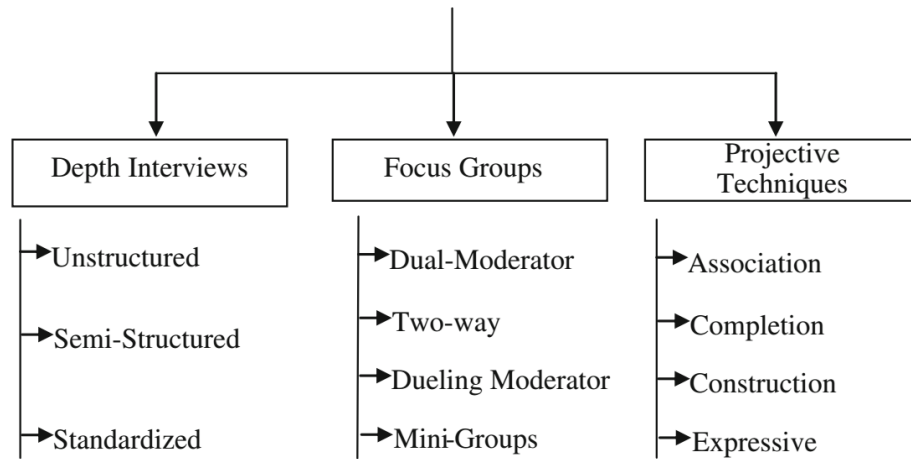 Depth Interviews
Focus Groups
Projective
Techniques
Unstructured
Semi-Structured
Standardized
Dual-Moderator
Two-way
Dueling Moderator
Mini-Groups
Association
Completion
Construction
Expressive